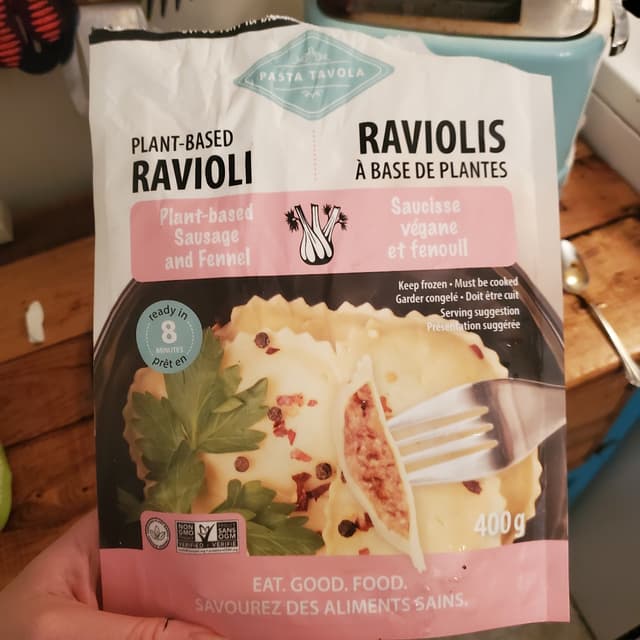 PASTA TAVOLA
PLANT-BASED
RAVIOLI
RAVIOLIS
À BASE DE PLANTES
Plant-based
Sausage
and Fennel
Saucisse
végane
et fenouil
Keep frozen • Must be cooked
Garder congelé • Doit être cuit
Serving suggestion
Présentation suggérée
ready in
8
MINUTES
prêt en
NON
GMO
VERIFIED
SANS
OGM
VÉRIFIÉ
400g
EAT. GOOD. FOOD.
SAVOUREZ DES ALIMENTS SAINS.